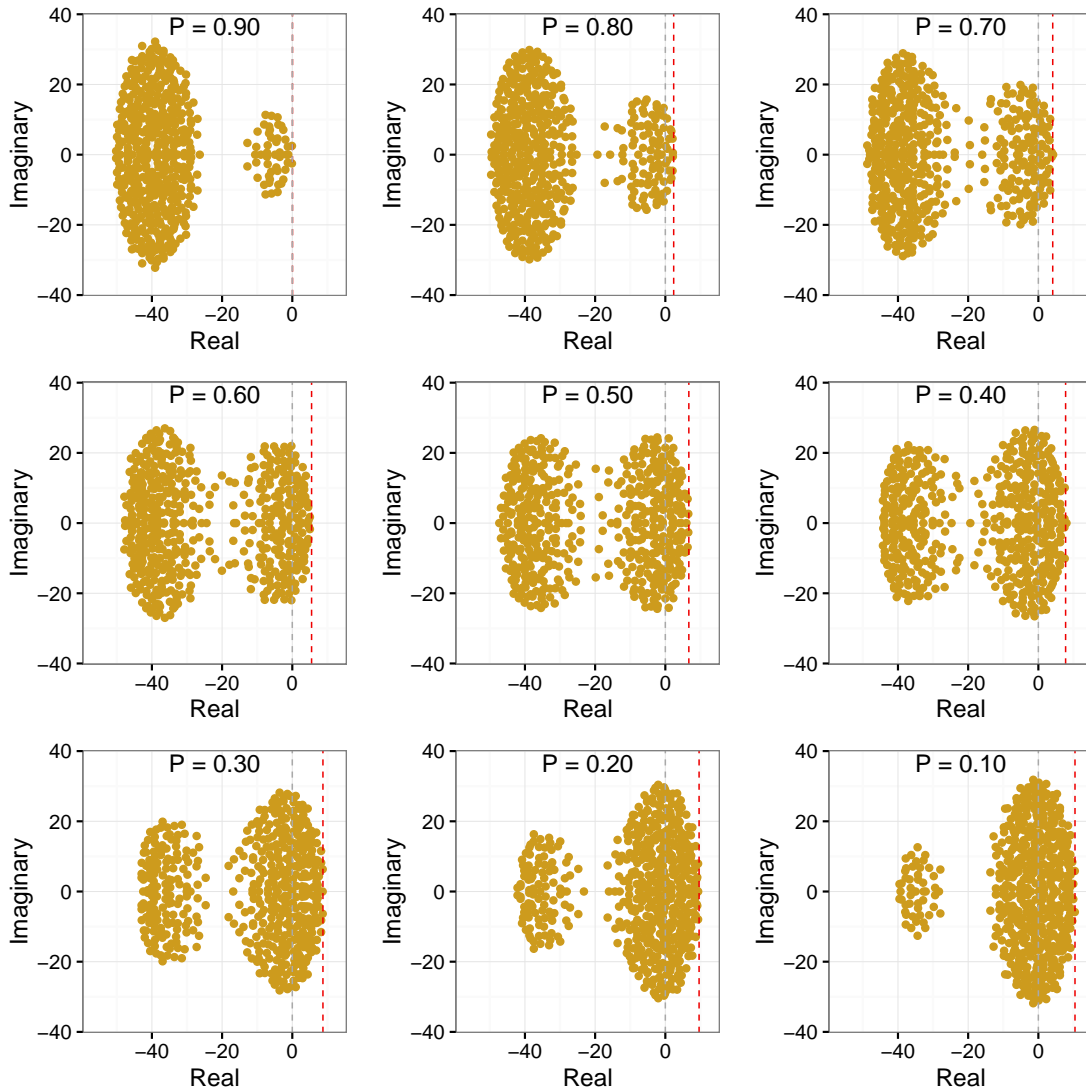 P = 0.90
40
20
0
−20
−40
Imaginary
−40 −20 0
Real
P = 0.80
40
20
0
−20
−40
Imaginary
−40 −20 0
Real
P = 0.70
40
20
0
−20
−40
Imaginary
−40 −20 0
Real
P = 0.60
40
20
0
−20
−40
Imaginary
−40 −20 0
Real
P = 0.50
40
20
0
−20
−40
Imaginary
−40 −20 0
Real
P = 0.40
40
20
0
−20
−40
Imaginary
−40 −20 0
Real
P = 0.30
40
20
0
−20
−40
Imaginary
−40 −20 0
Real
P = 0.20
40
20
0
−20
−40
Imaginary
−40 −20 0
Real
P = 0.10
40
20
0
−20
−40
Imaginary
−40 −20 0
Real